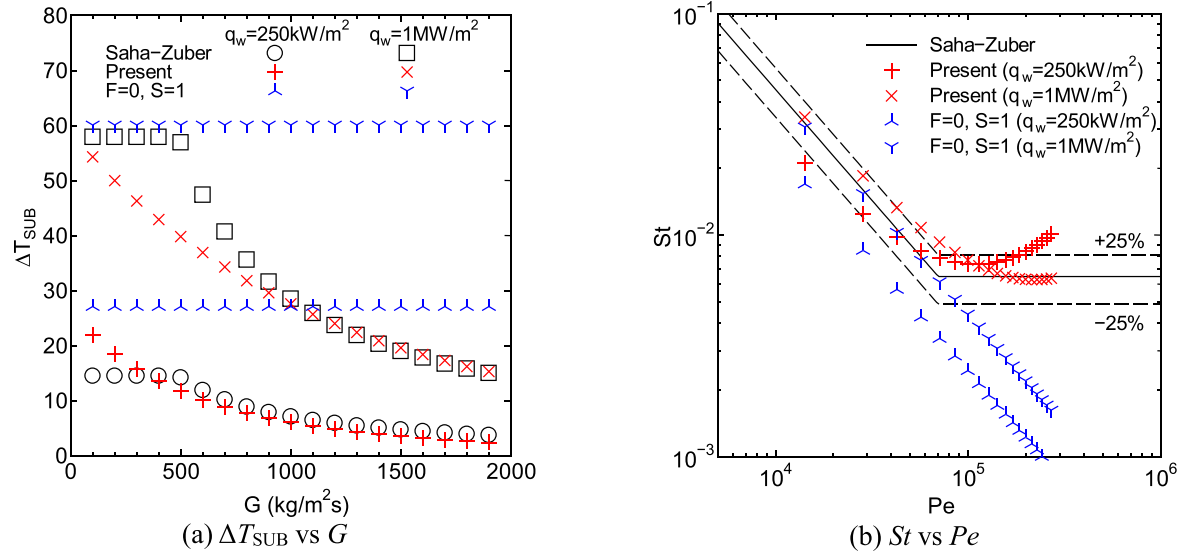 80
70
60
50
40
30
20
10
0
ΔT_SUB
q_w=250kW/m² q_w=1MW/m²
Saha−Zuber
Present
F=0, S=1
0 500 1000 1500 2000
G (kg/m²s)
(a) ΔT_SUB vs G
10⁻¹
10⁻²
10⁻³
St
Saha−Zuber
Present (q_w=250kW/m²)
Present (q_w=1MW/m²)
F=0, S=1 (q_w=250kW/m²)
F=0, S=1 (q_w=1MW/m²)
+25%
−25%
10⁴ 10⁵ 10⁶
Pe
(b) St vs Pe